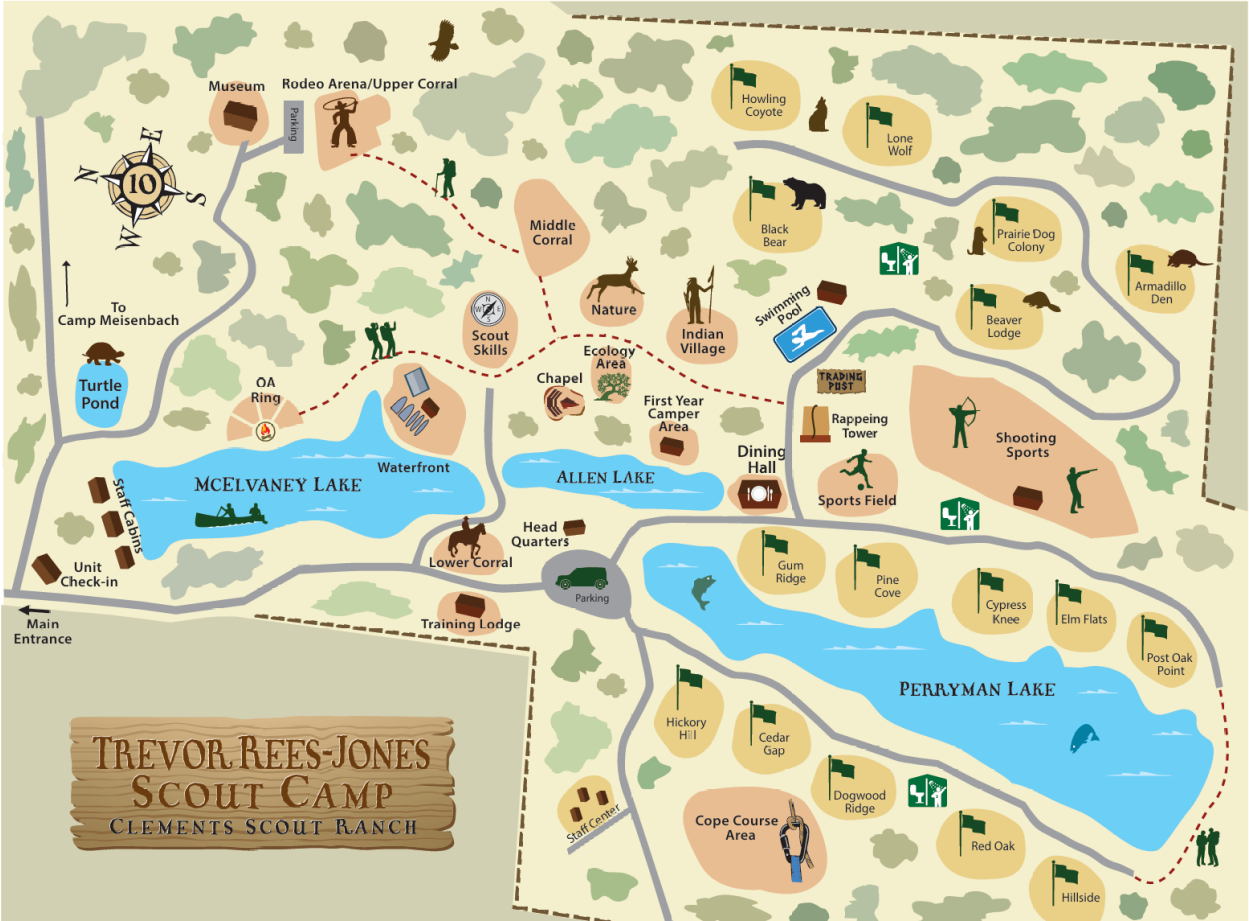 Museum
Rodeo Arena/Upper Corral
Parking
Howling
Coyote
Lone
Wolf
N
E
S
W
10
Middle
Corral
Black
Bear
Prairie Dog
Colony
Armadillo
Den
To
Camp Meisenbach
Turtle
Pond
N
W
E
S
Scout
Skills
Nature
Indian
Village
Swimming
Pool
Beaver
Lodge
OA
Ring
Ecology
Area
Chapel
First Year
Camper
Area
TRADING
POST
Rappeing
Tower
Shooting
Sports
Waterfront
McElvaney Lake
Allen Lake
Dining
Hall
Sports Field
Staff Cabins
Unit
Check-in
Lower Corral
Head
Quarters
Parking
Training Lodge
Main
Entrance
Gum
Ridge
Pine
Cove
Cypress
Knee
Elm Flats
Post Oak
Point
Perryman Lake
Hickory
Hill
Cedar
Gap
Dogwood
Ridge
Red Oak
Hillside
Staff Center
Cope Course
Area
Trevor Rees-Jones
Scout Camp
Clements Scout Ranch